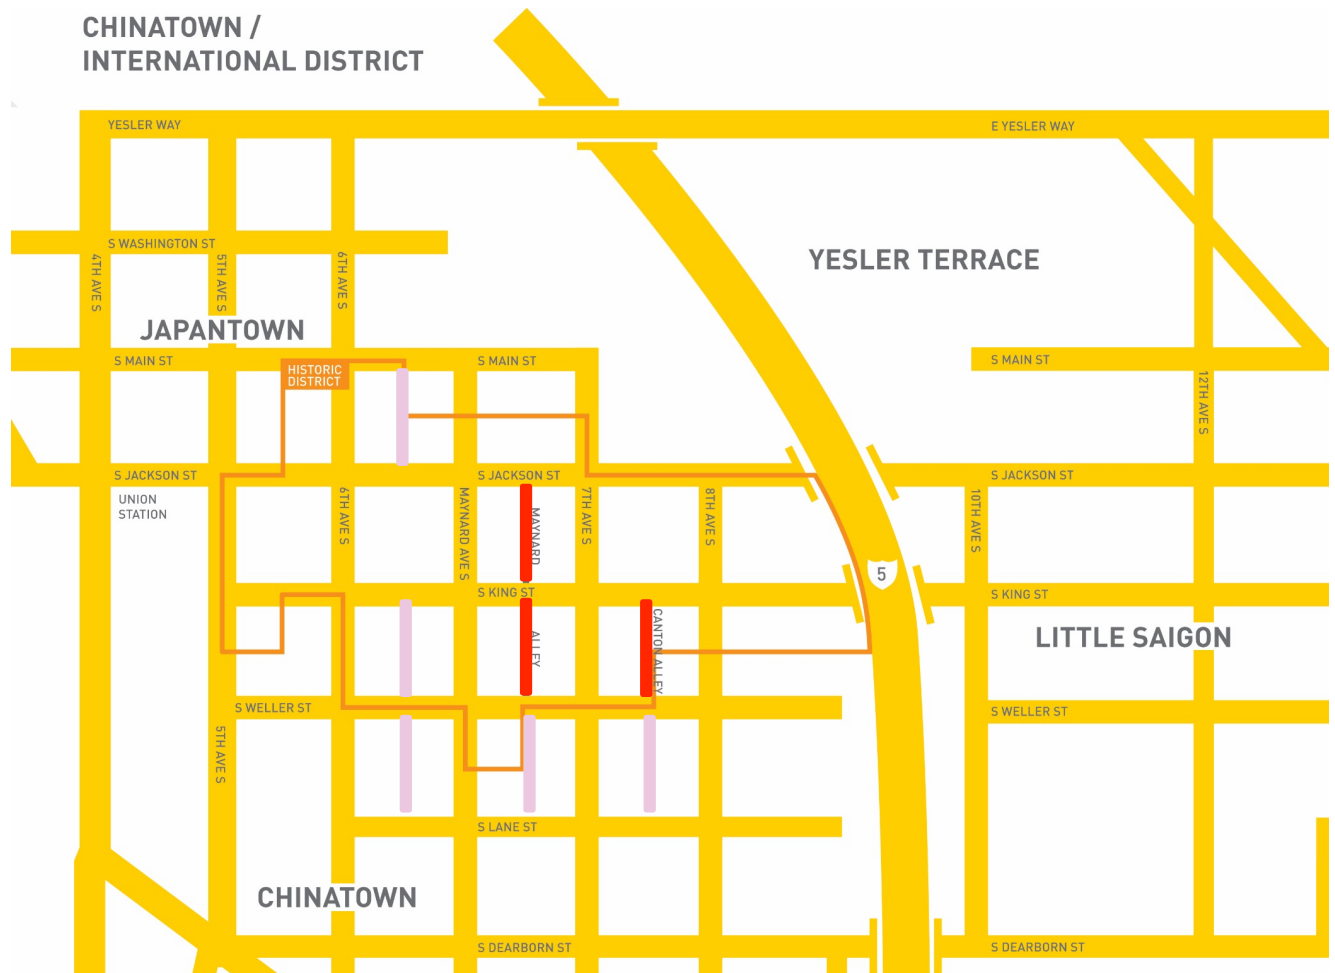 CHINATOWN /
INTERNATIONAL DISTRICT
YESLER WAY
E YESLER WAY
S WASHINGTON ST
4TH AVE S
5TH AVE S
6TH AVE S
YESLER TERRACE
JAPANTOWN
S MAIN ST
S MAIN ST
S MAIN ST
HISTORIC
DISTRICT
12TH AVE S
S JACKSON ST
S JACKSON ST
S JACKSON ST
UNION
STATION
6TH AVE S
MAYNARD AVE S
MAYNARD
7TH AVE S
8TH AVE S
10TH AVE S
5
S KING ST
S KING ST
ALLEY
CANTON ALLEY
LITTLE SAIGON
S WELLER ST
S WELLER ST
5TH AVE S
S LANE ST
CHINATOWN
S DEARBORN ST
S DEARBORN ST